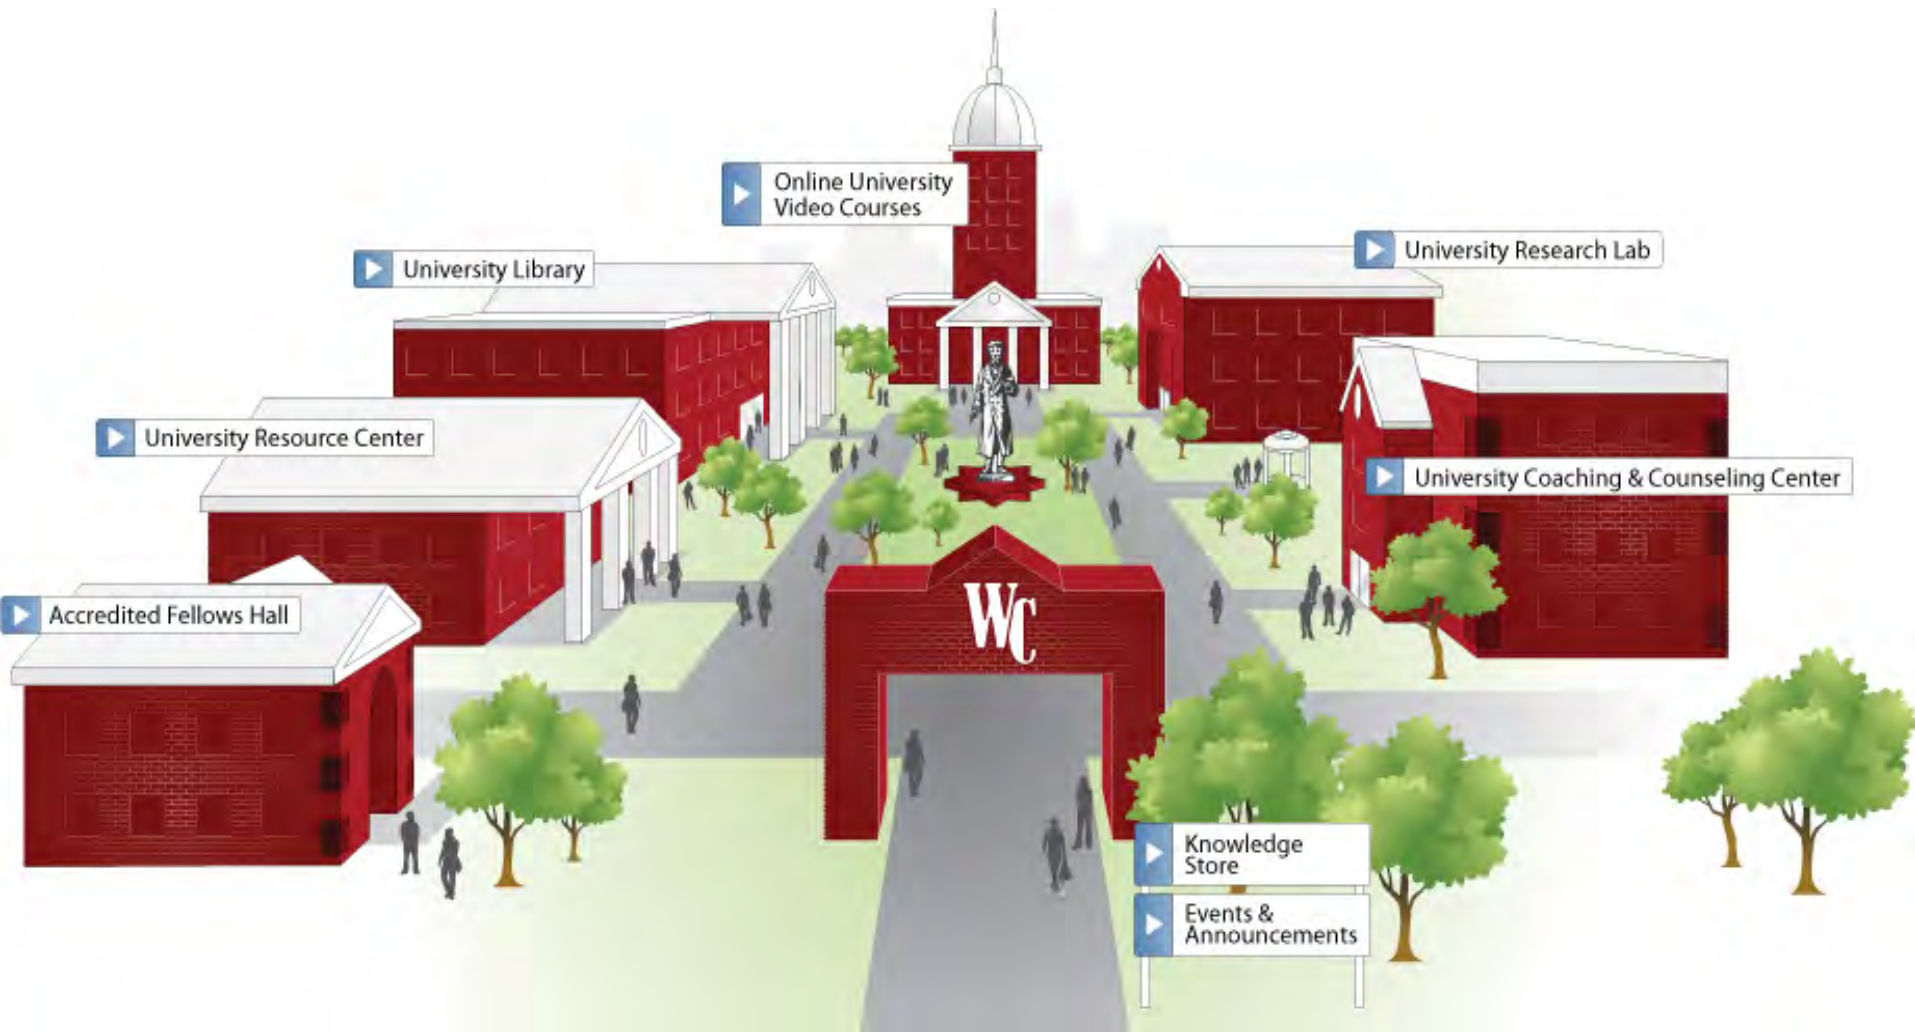 Online University
Video Courses
University Research Lab
University Library
University Resource Center
University Coaching & Counseling Center
Accredited Fellows Hall
WC
Knowledge
Store
Events &
Announcements